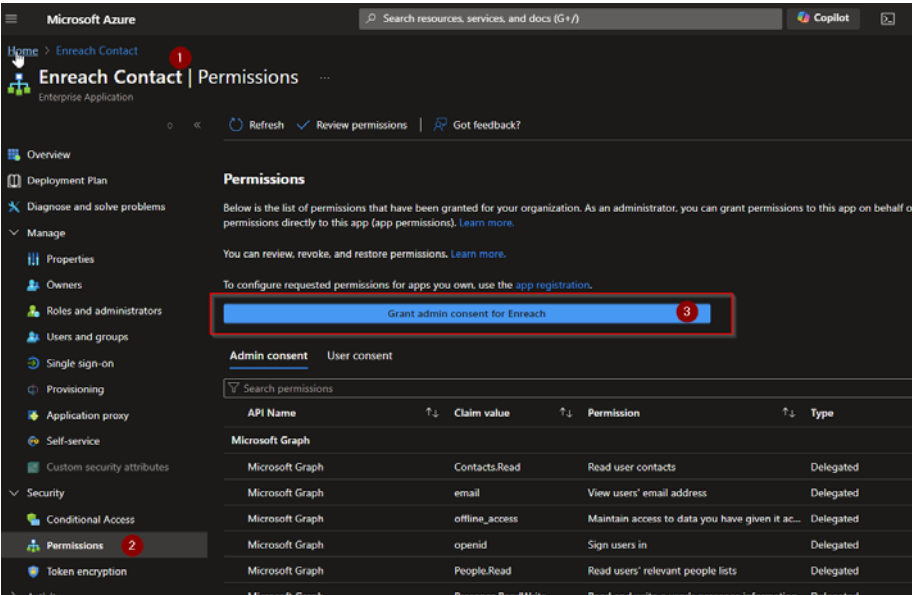 Microsoft Azure
Search resources, services, and docs (G+/)
Copilot
Home > Enreach Contact
1
Enreach Contact | Permissions ...
Enterprise Application
Refresh Review permissions | Got feedback?
Overview
Deployment Plan
Diagnose and solve problems
Manage
Properties
Owners
Roles and administrators
Users and groups
Single sign-on
Provisioning
Application proxy
Self-service
Custom security attributes
Security
Conditional Access
Permissions 2
Token encryption
Permissions
Below is the list of permissions that have been granted for your organization. As an administrator, you can grant permissions to this app on behalf o
permissions directly to this app (app permissions). Learn more.
You can review, revoke, and restore permissions. Learn more.
To configure requested permissions for apps you own, use the app registration.
Grant admin consent for Enreach 3
Admin consent User consent
Search permissions
API Name Claim value Permission Type
Microsoft Graph
Microsoft Graph Contacts.Read Read user contacts Delegated
Microsoft Graph email View users' email address Delegated
Microsoft Graph offline_access Maintain access to data you have given it ac... Delegated
Microsoft Graph openid Sign users in Delegated
Microsoft Graph People.Read Read users' relevant people lists Delegated